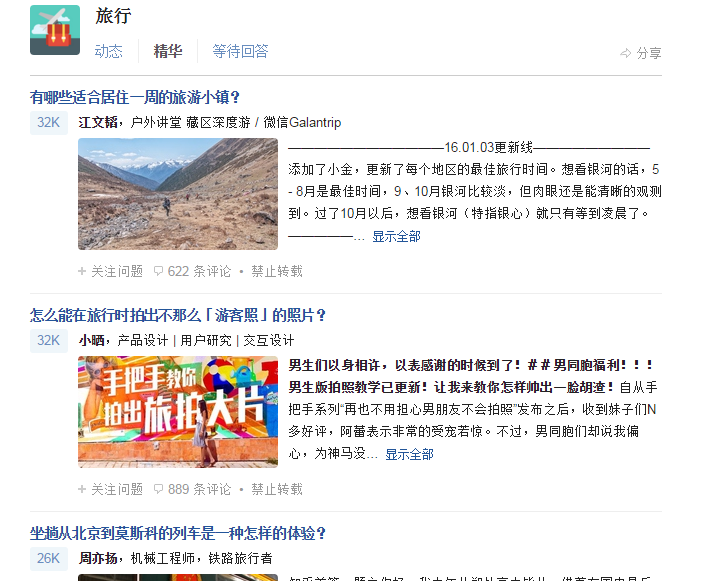 旅行
动态 精华 等待回答
分享
有哪些适合居住一周的旅游小镇？
32K 江文韬，户外讲堂 藏区深度游 / 微信Galantrip
————————————16.01.03更新线—————————
添加了小金，更新了每个地区的最佳旅行时间。想看银河的话，5
- 8月是最佳时间，9、10月银河比较淡，但肉眼还是能清晰的观测
到。过了10月以后，想看银河（特指银心）就只有等到凌晨了。
—————… 显示全部
+ 关注问题 622 条评论 • 禁止转载
怎么能在旅行时拍出不那么「游客照」的照片？
32K 小晒，产品设计 | 用户研究 | 交互设计
手把手教你
拍出旅拍大片
男生们以身相许，以表感谢的时候到了！##男同胞福利！！！
男生版拍照教学已更新！让我来教你怎样帅出一脸胡渣！自从手
把手系列“再也不用担心男朋友不会拍照”发布之后，收到妹子们N
多好评，阿蕾表示非常的受宠若惊。不过，男同胞们却说我偏
心，为神马没… 显示全部
+ 关注问题 889 条评论 • 禁止转载
坐趟从北京到莫斯科的列车是一种怎样的体验？
26K 周亦扬，机械工程师，铁路旅行者